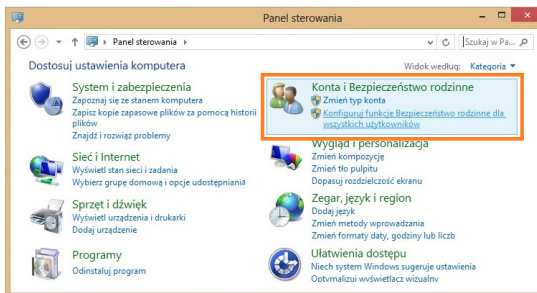 Panel sterowania
Panel sterowania
Szukaj w Pa...
Dostosuj ustawienia komputera
Widok według: Kategoria
System i zabezpieczenia
Zapoznaj się ze stanem komputera
Zapisz kopie zapasowe plików za pomocą historii
plików
Znajdź i rozwiąż problemy
Sieć i Internet
Wyświetl stan sieci i zadania
Wybierz grupę domową i opcje udostępniania
Sprzęt i dźwięk
Wyświetl urządzenia i drukarki
Dodaj urządzenie
Programy
Odinstaluj program
Konta i Bezpieczeństwo rodzinne
Zmień typ konta
Konfiguruj funkcje Bezpieczeństwo rodzinne dla
wszystkich użytkowników
Wygląd i personalizacja
Zmień kompozycję
Zmień tło pulpitu
Dopasuj rozdzielczość ekranu
Zegar, język i region
Dodaj język
Zmień metody wprowadzania
Zmień formaty daty, godziny lub liczb
Ułatwienia dostępu
Niech system Windows sugeruje ustawienia
Optymalizuj wyświetlacz wizualny